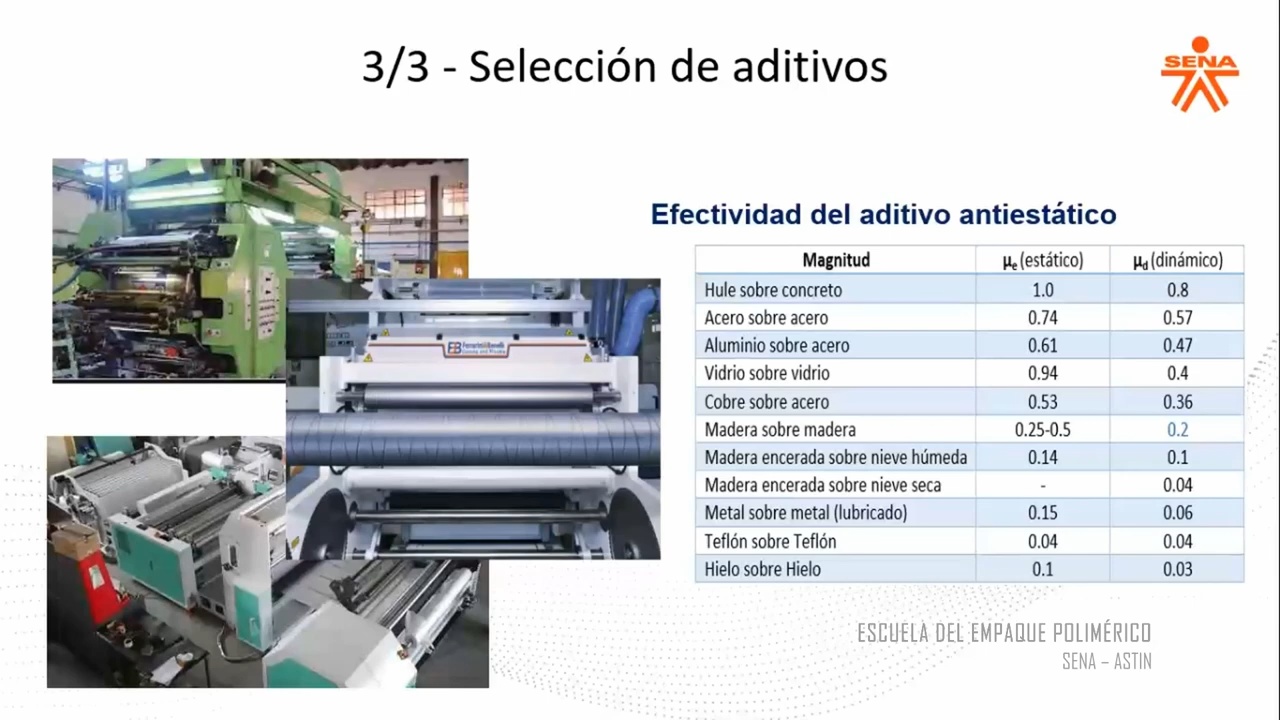 3/3 - Selección de aditivos
SENA
Efectividad del aditivo antiestático
Magnitud μe (estático) μd (dinámico)
Hule sobre concreto 1.0 0.8
Acero sobre acero 0.74 0.57
Aluminio sobre acero 0.61 0.47
Vidrio sobre vidrio 0.94 0.4
Cobre sobre acero 0.53 0.36
Madera sobre madera 0.25-0.5 0.2
Madera encerada sobre nieve húmeda 0.14 0.1
Madera encerada sobre nieve seca - 0.04
Metal sobre metal (lubricado) 0.15 0.06
Teflón sobre Teflón 0.04 0.04
Hielo sobre Hielo 0.1 0.03
ESCUELA DEL EMPAQUE POLIMÉRICO
SENA – ASTIN